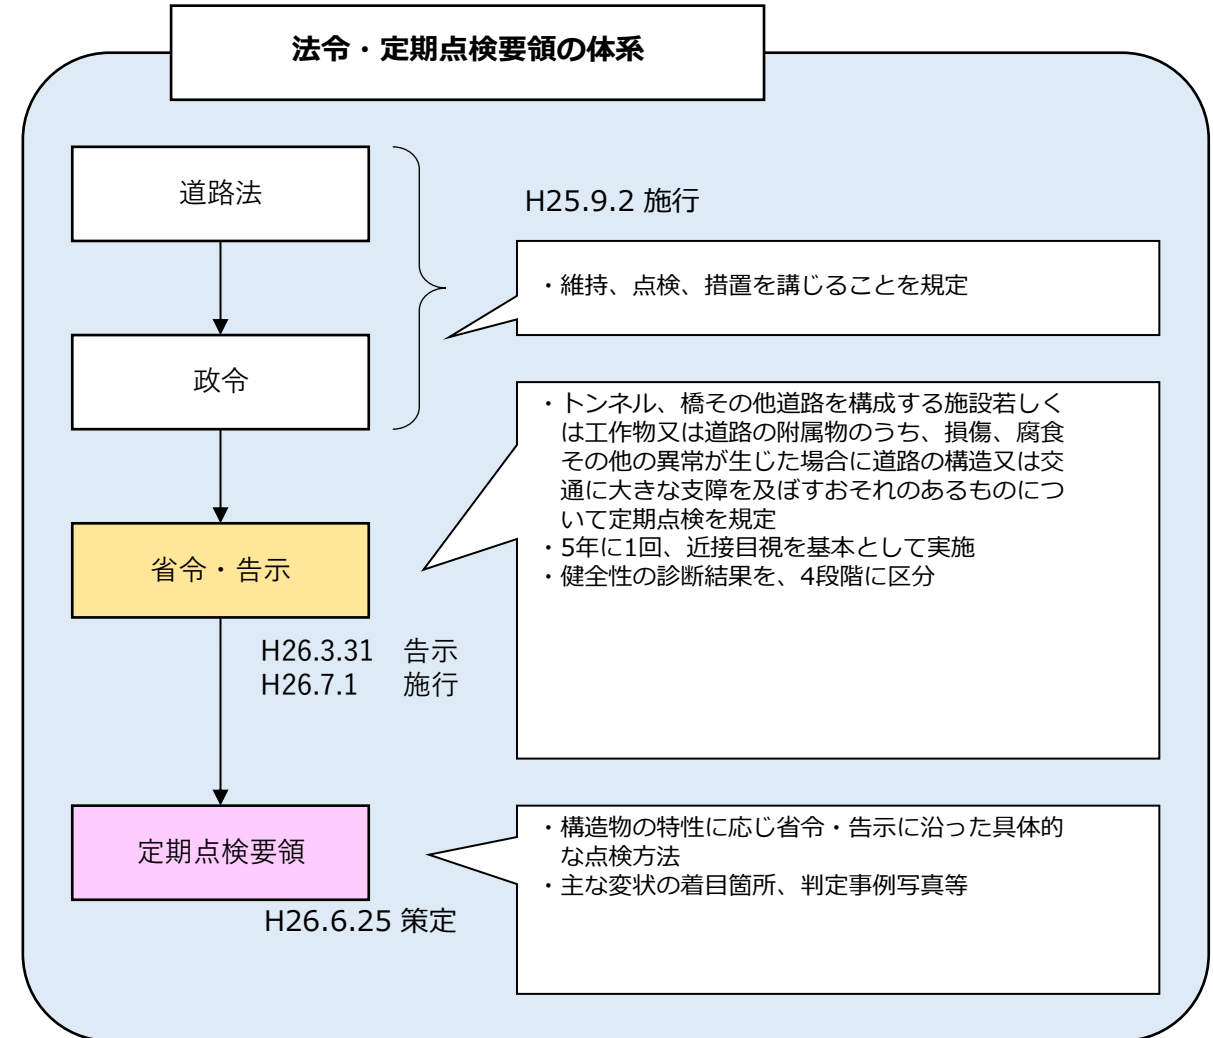 法令・定期点検要領の体系
道路法
H25.9.2 施行
・維持、点検、措置を講じることを規定
政令
・トンネル、橋その他道路を構成する施設若しく
は工作物又は道路の附属物のうち、損傷、腐食
その他の異常が生じた場合に道路の構造又は交
通に大きな支障を及ぼすおそれのあるものにつ
いて定期点検を規定
・5年に1回、近接目視を基本として実施
・健全性の診断結果を、4段階に区分
省令・告示
H26.3.31 告示
H26.7.1 施行
定期点検要領
・構造物の特性に応じ省令・告示に沿った具体的
な点検方法
・主な変状の着目箇所、判定事例写真等
H26.6.25 策定